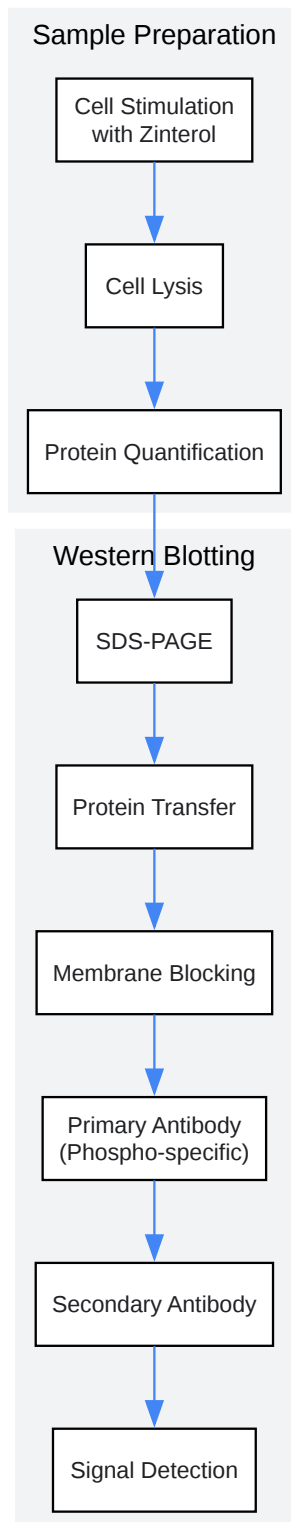 Sample Preparation
Cell Stimulation
with Zinterol
Cell Lysis
Protein Quantification
Western Blotting
SDS-PAGE
Protein Transfer
Membrane Blocking
Primary Antibody
(Phospho-specific)
Secondary Antibody
Signal Detection